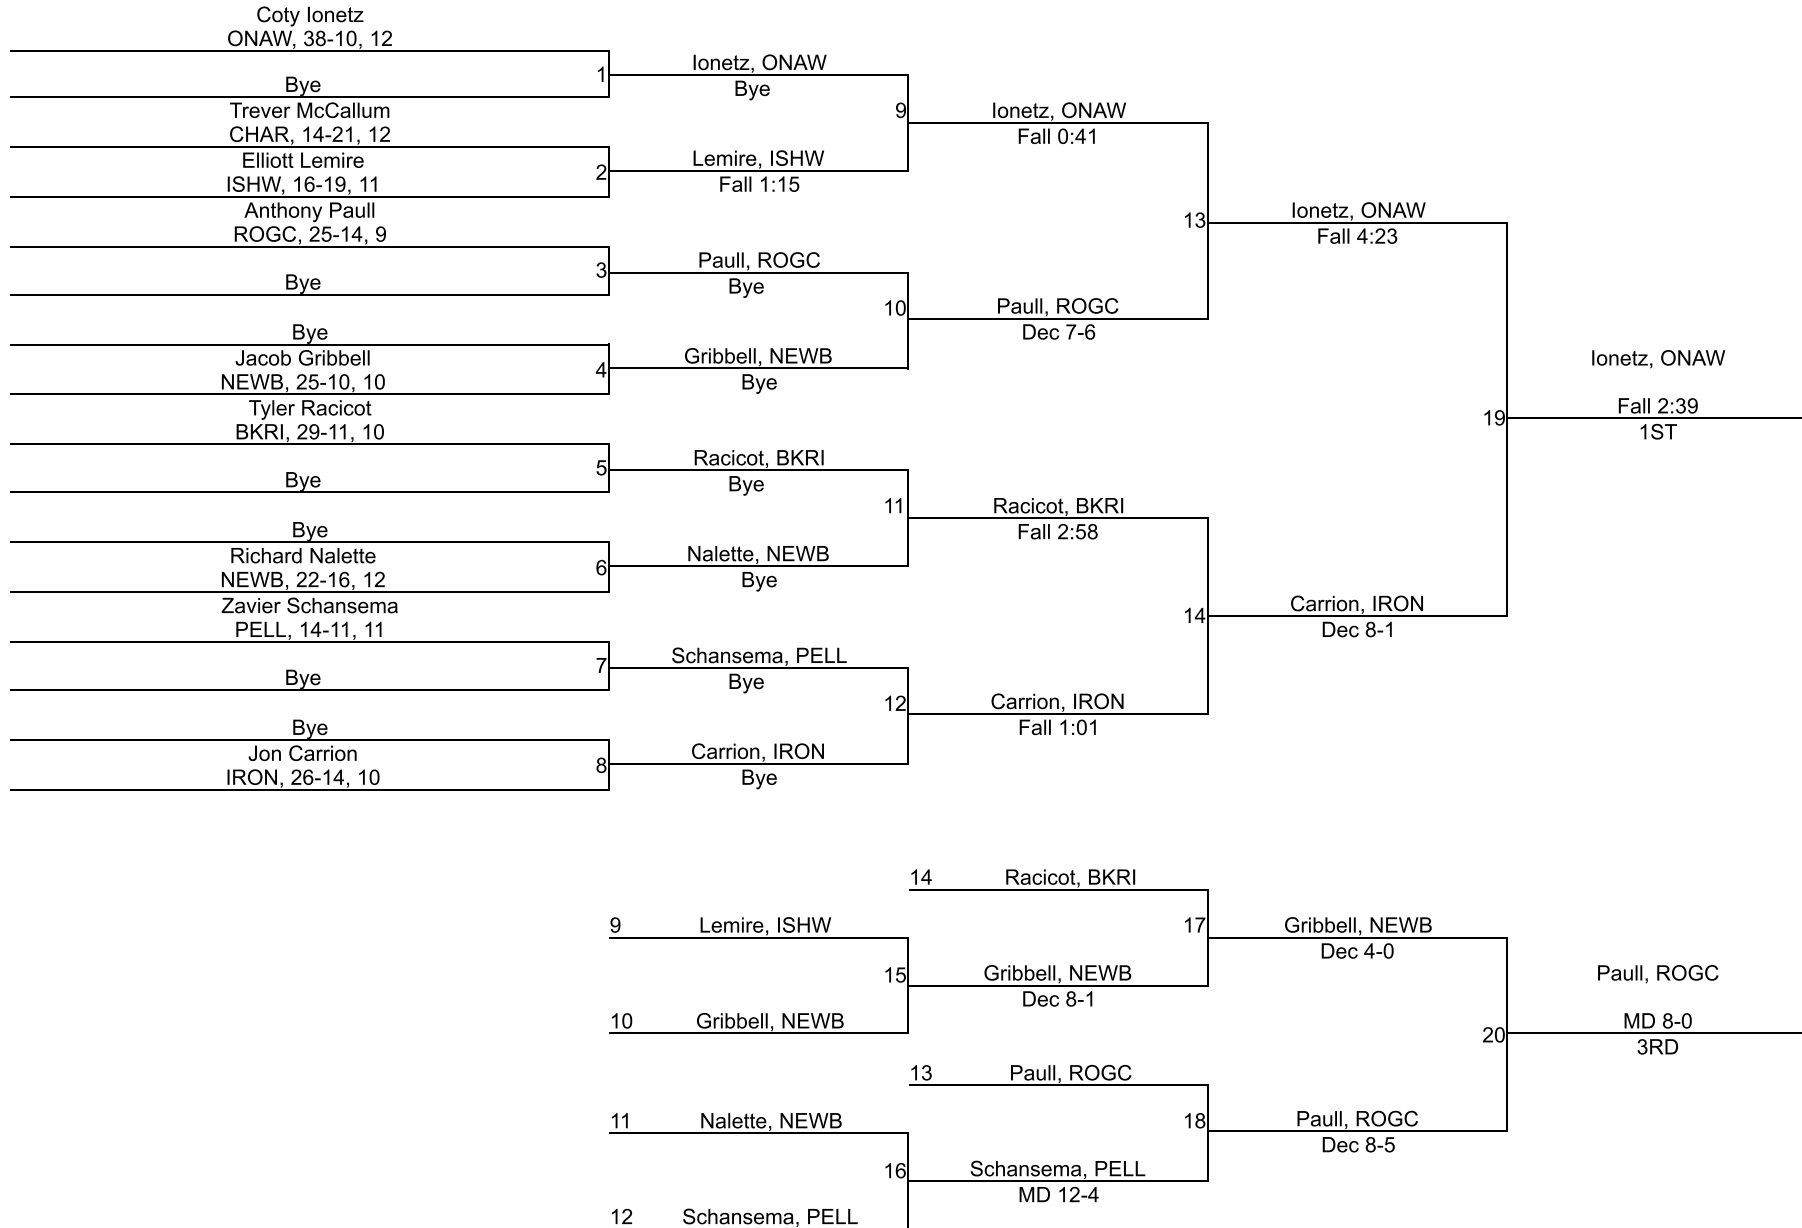 Coty Ionetz
ONAW, 38-10, 12
Bye
1
Trever McCallum
CHAR, 14-21, 12
Elliott Lemire
ISHW, 16-19, 11
2
Anthony Paull
ROGC, 25-14, 9
Bye
3
Bye
Jacob Gribbell
NEWB, 25-10, 10
4
Tyler Racicot
BKRI, 29-11, 10
Bye
5
Bye
Richard Nalette
NEWB, 22-16, 12
6
Zavier Schansema
PELL, 14-11, 11
Bye
7
Bye
Jon Carrion
IRON, 26-14, 10
8
Ionetz, ONAW
Bye
9
Lemire, ISHW
Fall 1:15
Paull, ROGC
Bye
10
Gribbell, NEWB
Bye
Racicot, BKRI
Bye
11
Nalette, NEWB
Bye
Schansema, PELL
Bye
12
Carrion, IRON
Bye
Ionetz, ONAW
Fall 0:41
13
Paull, ROGC
Dec 7-6
Racicot, BKRI
Fall 2:58
14
Carrion, IRON
Fall 1:01
Ionetz, ONAW
Fall 4:23
19
Carrion, IRON
Dec 8-1
Ionetz, ONAW
Fall 2:39
1ST
14 Racicot, BKRI
9 Lemire, ISHW
17
Gribbell, NEWB
Dec 4-0
15
Gribbell, NEWB
Dec 8-1
10 Gribbell, NEWB
Paull, ROGC
MD 8-0
3RD
20
13 Paull, ROGC
11 Nalette, NEWB
18
Paull, ROGC
Dec 8-5
16
Schansema, PELL
MD 12-4
12 Schansema, PELL